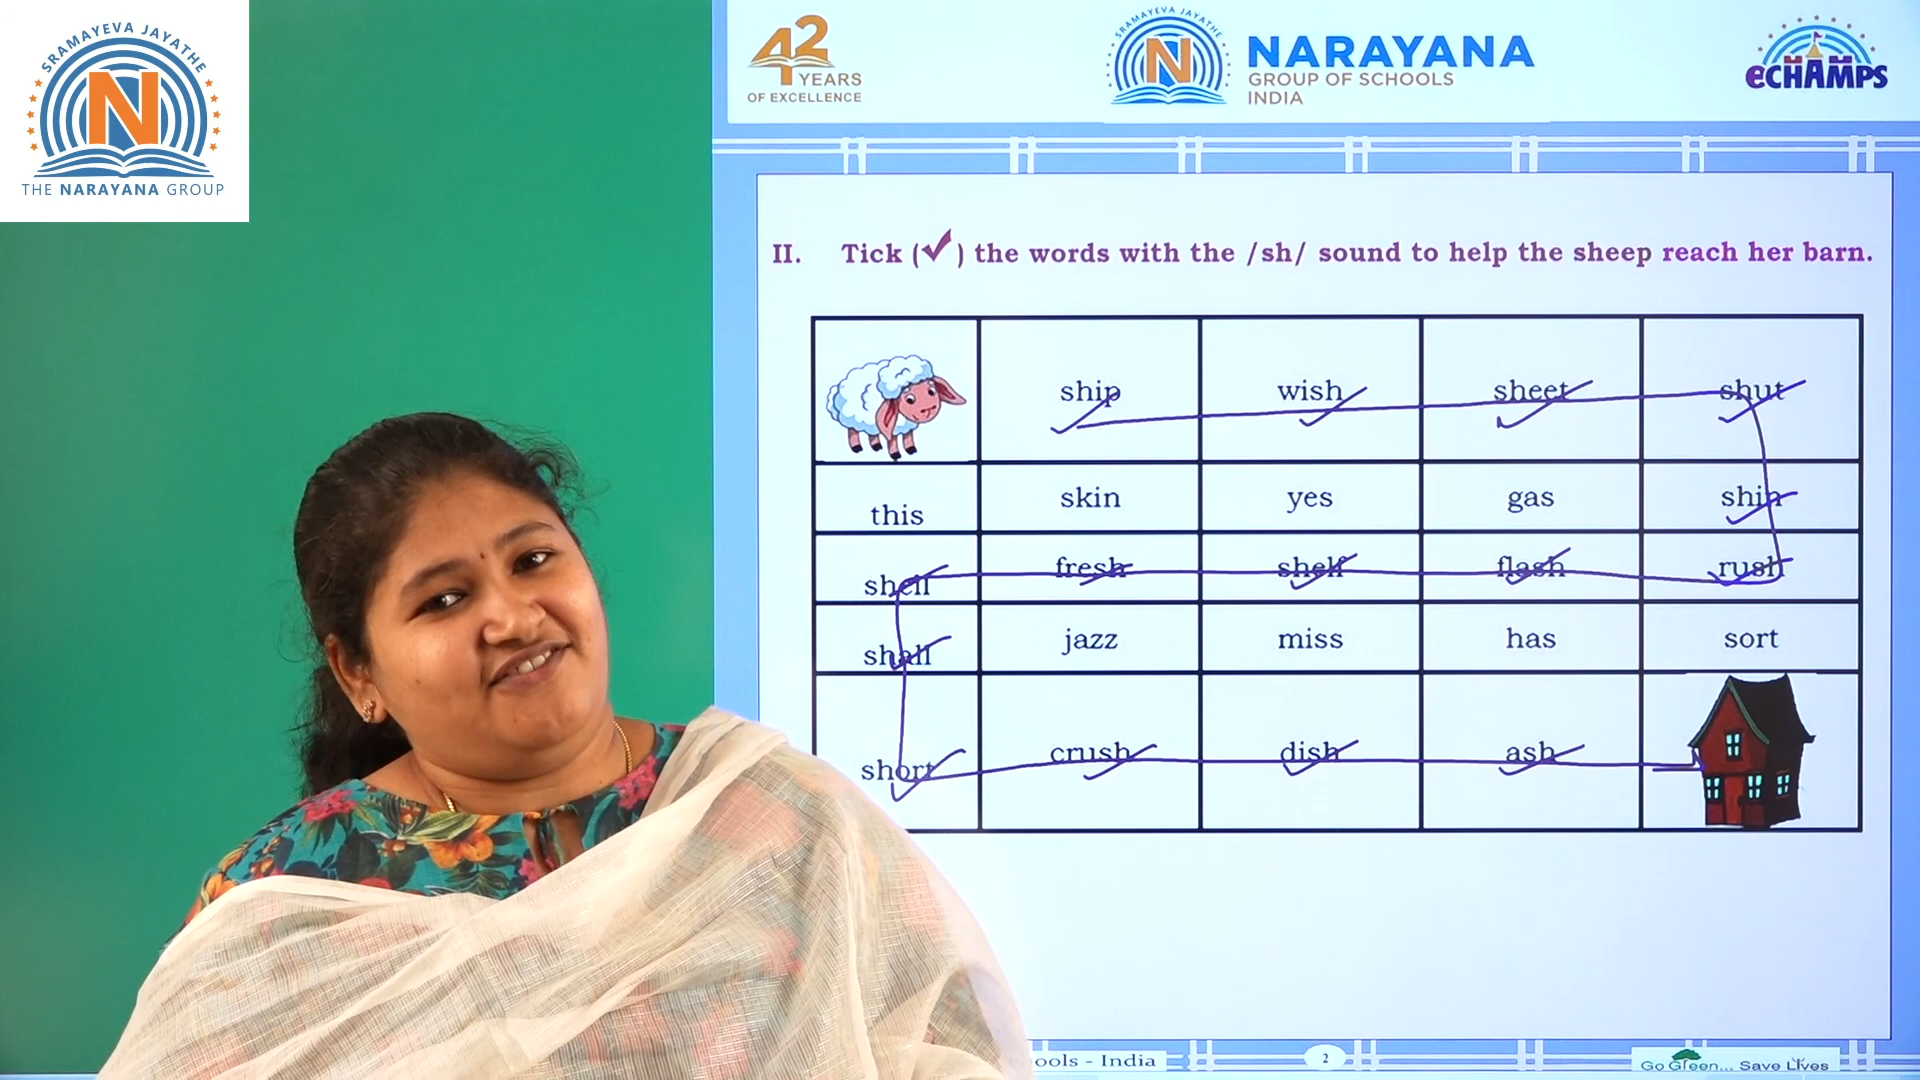 SRAMAYEVA JAYATHE
N
THE NARAYANA GROUP
42 YEARS
OF EXCELLENCE
SRAMAYEVA JAYATHE
N
NARAYANA
GROUP OF SCHOOLS
INDIA
eCHAMPS
II. Tick (✓) the words with the /sh/ sound to help the sheep reach her barn.
ship wish sheet shut
this skin yes gas shin
shell fresh shelf flash rush
shall jazz miss has sort
short crush dish ash
ools - India
2
Go Green... Save Lives